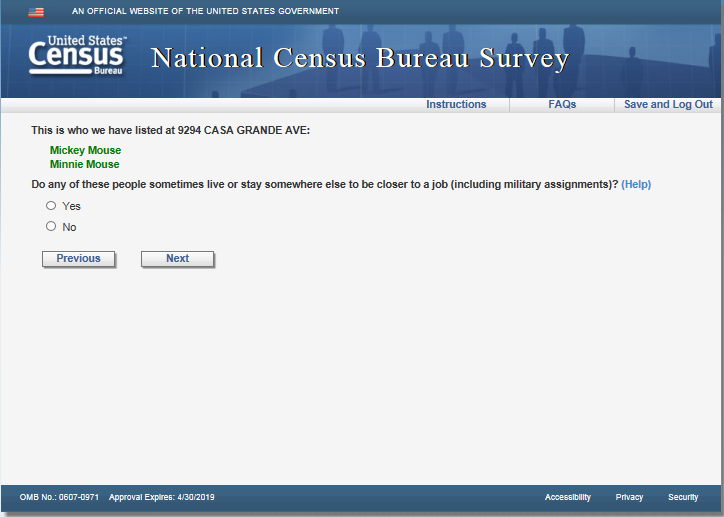 AN OFFICIAL WEBSITE OF THE UNITED STATES GOVERNMENT
United States™
Census
Bureau
National Census Bureau Survey
Instructions FAQs Save and Log Out
This is who we have listed at 9294 CASA GRANDE AVE:
Mickey Mouse
Minnie Mouse
Do any of these people sometimes live or stay somewhere else to be closer to a job (including military assignments)? (Help)
Yes
No
Previous Next
OMB No.: 0607-0971 Approval Expires: 4/30/2019 Accessibility Privacy Security